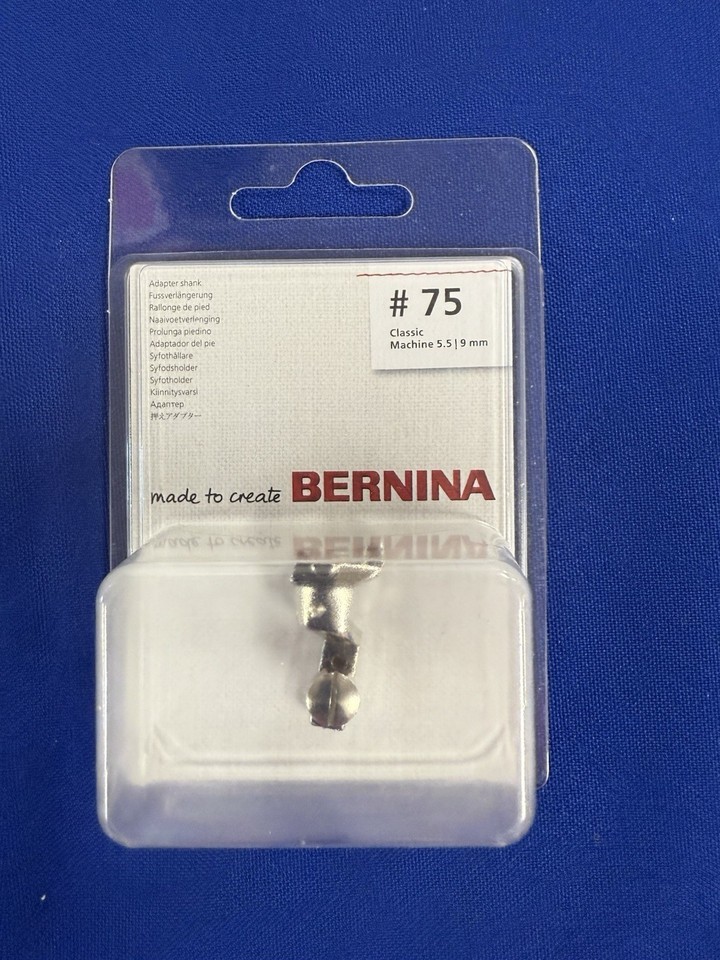 Adapter shank
Fussverlängerung
Rallonge de pied
Naaivoetverlenging
Prolunga piedino
Adaptador del pie
Syfothållare
Syfodsholder
Syfotholder
Kiinnitysvarsi
Адаптер
押えアダプター
# 75
Classic
Machine 5.5 | 9 mm
made to create BERNINA